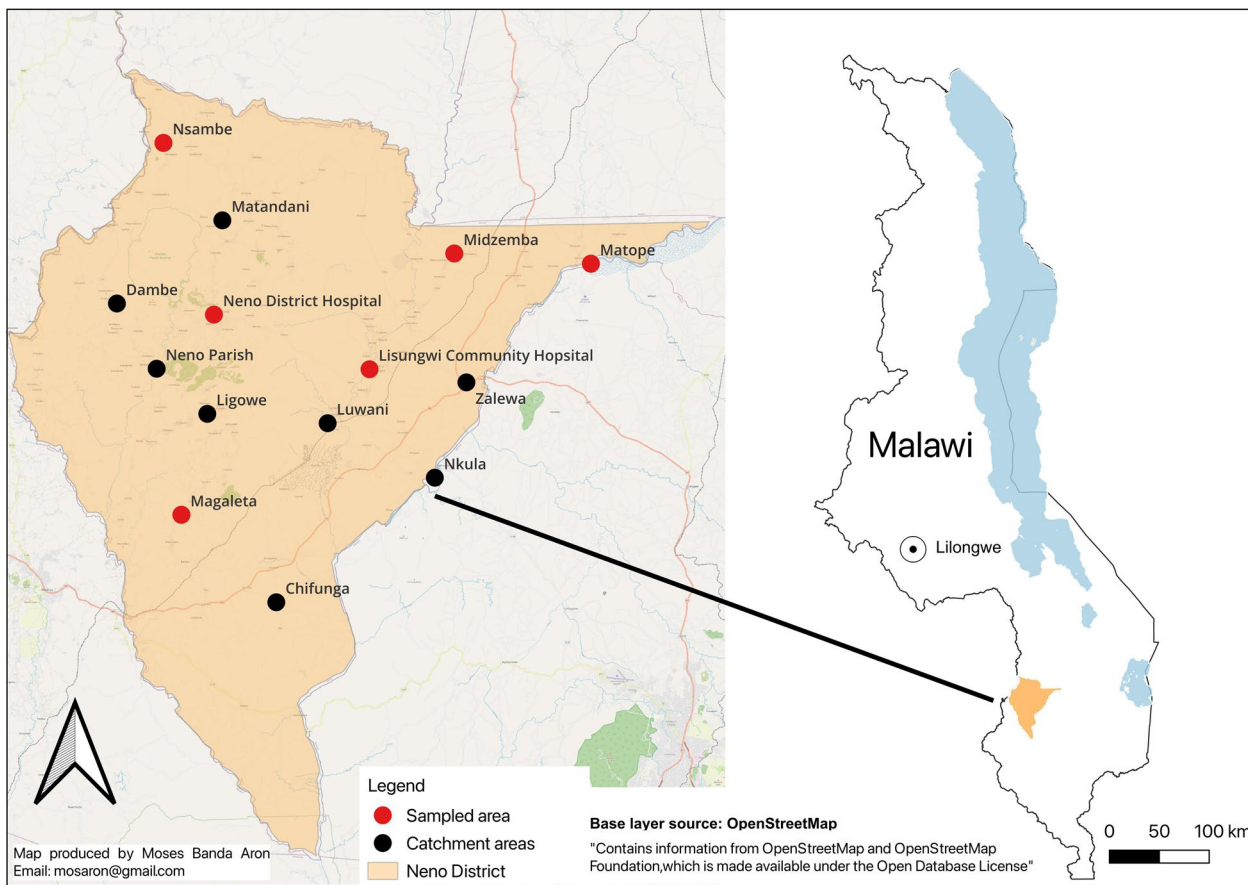 Nsambe
Matandani
Midzemba
Matope
Dambe
Neno District Hospital
Neno Parish
Lisungwi Community Hopsital
Zalewa
Ligowe
Luwani
Nkula
Magaleta
Chifunga
Malawi
Lilongwe
Legend
Sampled area
Catchment areas
Neno District
Map produced by Moses Banda Aron
Email: mosaron@gmail.com
Base layer source: OpenStreetMap
"Contains information from OpenStreetMap and OpenStreetMap
Foundation,which is made available under the Open Database License"
0 50 100 km